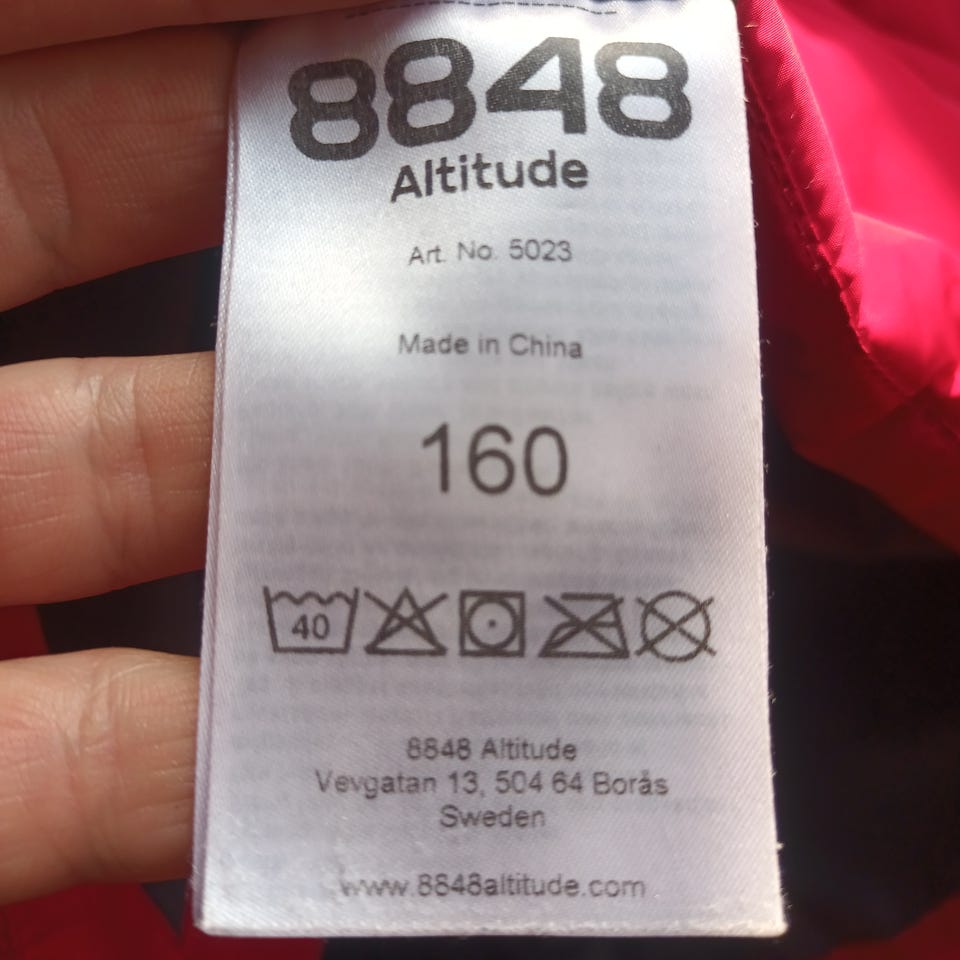 8848
Altitude
Art. No. 5023
Made in China
160
40
8848 Altitude
Vevgatan 13, 504 64 Borås
Sweden
www.8848altitude.com